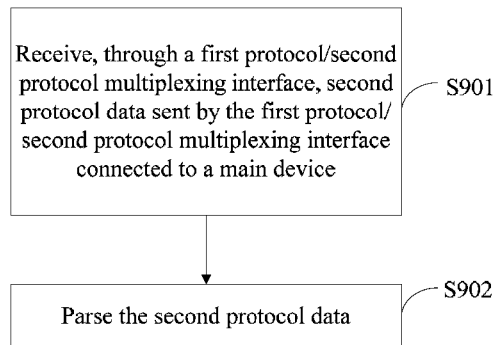 Receive, through a first protocol/second
protocol multiplexing interface, second
protocol data sent by the first protocol/
second protocol multiplexing interface
connected to a main device
S901
Parse the second protocol data
S902